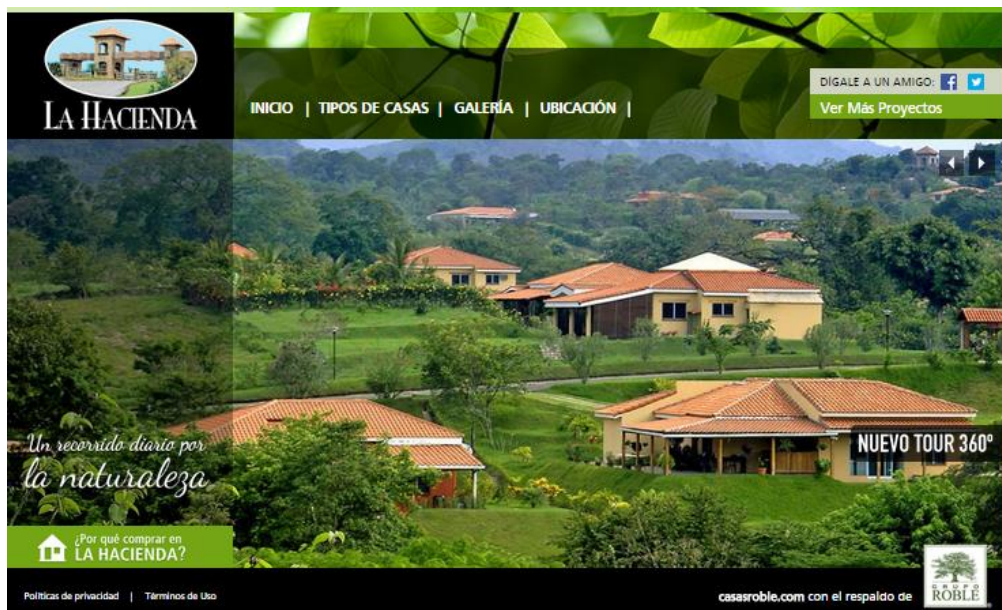 LA HACIENDA
INICIO | TIPOS DE CASAS | GALERÍA | UBICACIÓN |
DÍGALE A UN AMIGO:
Ver Más Proyectos
Un recorrido diario por
la naturaleza
NUEVO TOUR 360º
¿Por qué comprar en
LA HACIENDA?
Políticas de privacidad | Términos de Uso
casasroble.com con el respaldo de
GRUPO
ROBLE